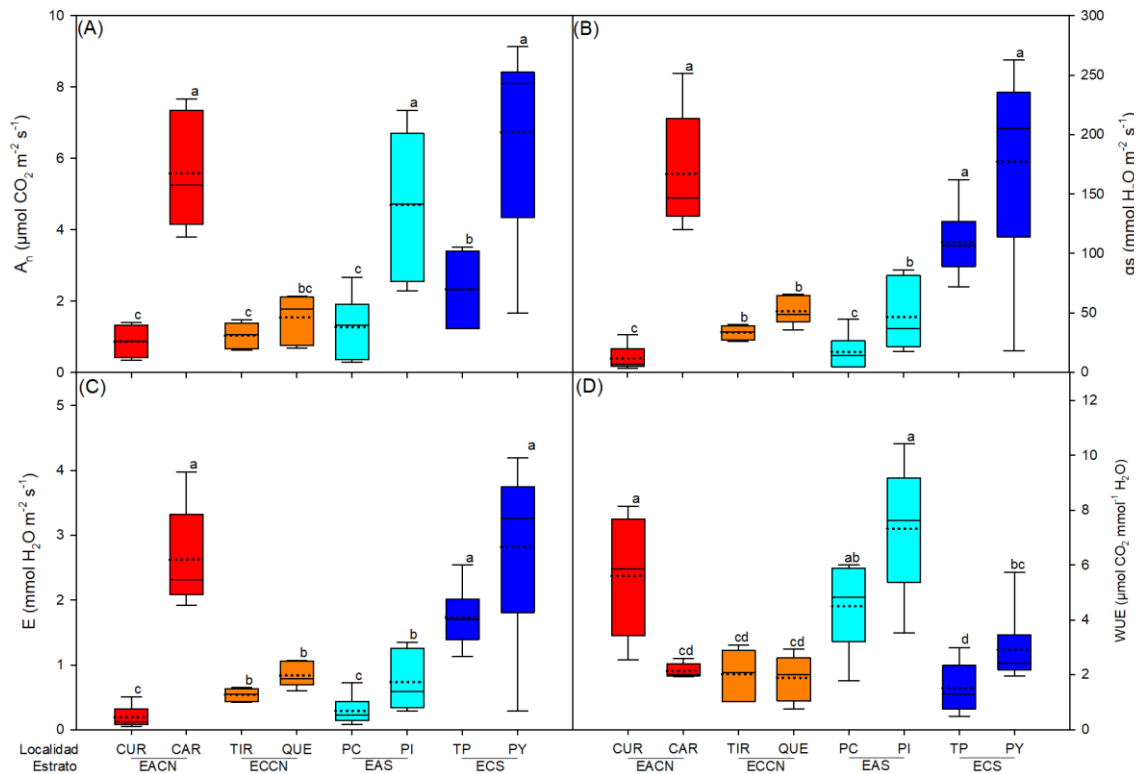 (A)
10
8
6
4
2
0
Aₙ (µmol CO₂ m⁻² s⁻¹)
c
a
c
bc
c
a
b
a
(B)
300
250
200
150
100
50
0
gs (mmol H₂O m⁻² s⁻¹)
c
a
b
b
c
b
a
a
(C)
5
4
3
2
1
0
E (mmol H₂O m⁻² s⁻¹)
c
a
b
b
c
b
a
a
(D)
12
10
8
6
4
2
0
WUE (µmol CO₂ mmol⁻¹ H₂O)
a
cd
cd
cd
ab
a
d
bc
Localidad CUR CAR TIR QUE PC PI TP PY CUR CAR TIR QUE PC PI TP PY
Estrato EACN ECCN EAS ECS EACN ECCN EAS ECS